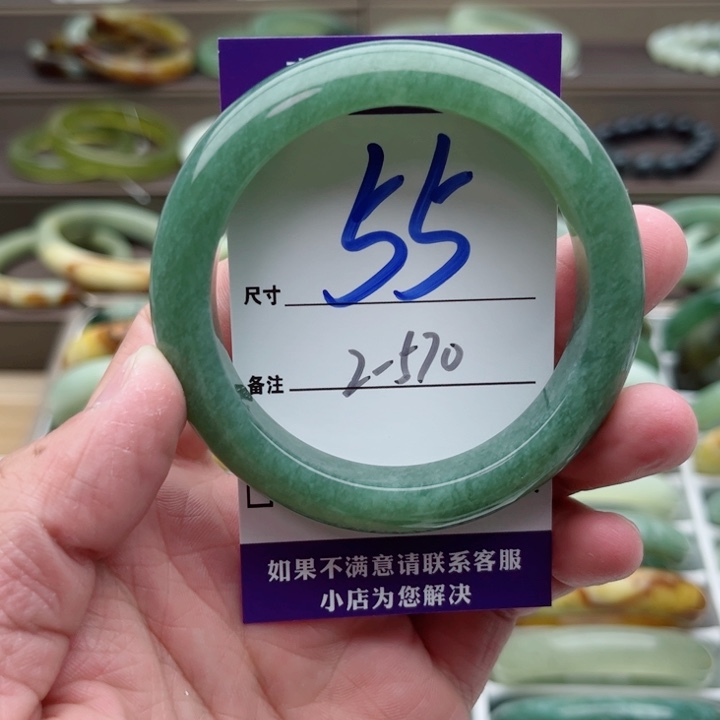 尺寸 55
备注 2-570
如果不满意请联系客服
小店为您解决